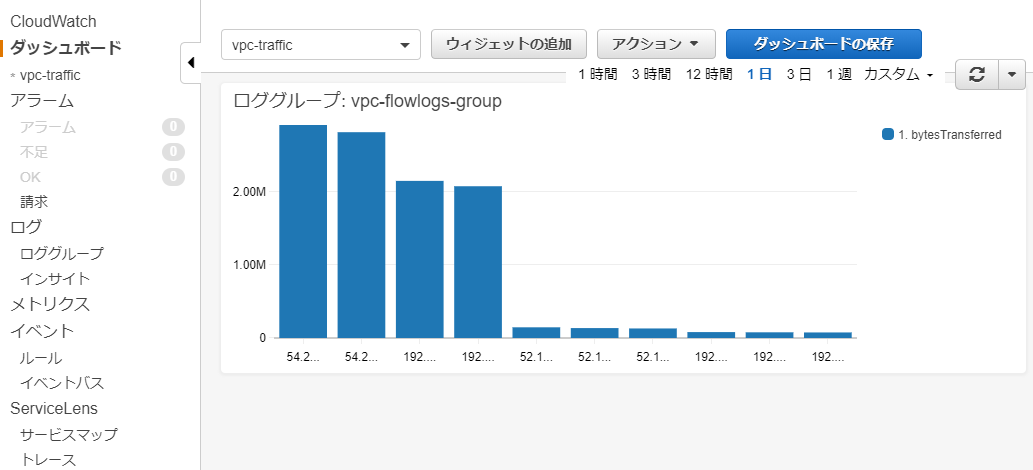 CloudWatch
ダッシュボード
* vpc-traffic
アラーム
アラーム 0
不足 0
OK 0
請求
ログ
ロググループ
インサイト
メトリクス
イベント
ルール
イベントバス
ServiceLens
サービスマップ
トレース
vpc-traffic ウィジェットの追加 アクション ダッシュボードの保存
1 時間 3 時間 12 時間 1 日 3 日 1 週 カスタム
ロググループ: vpc-flowlogs-group
1. bytesTransferred
2.00M
1.00M
0
54.2... 54.2... 192.... 192.... 52.1... 52.1... 52.1... 192.... 192.... 192....